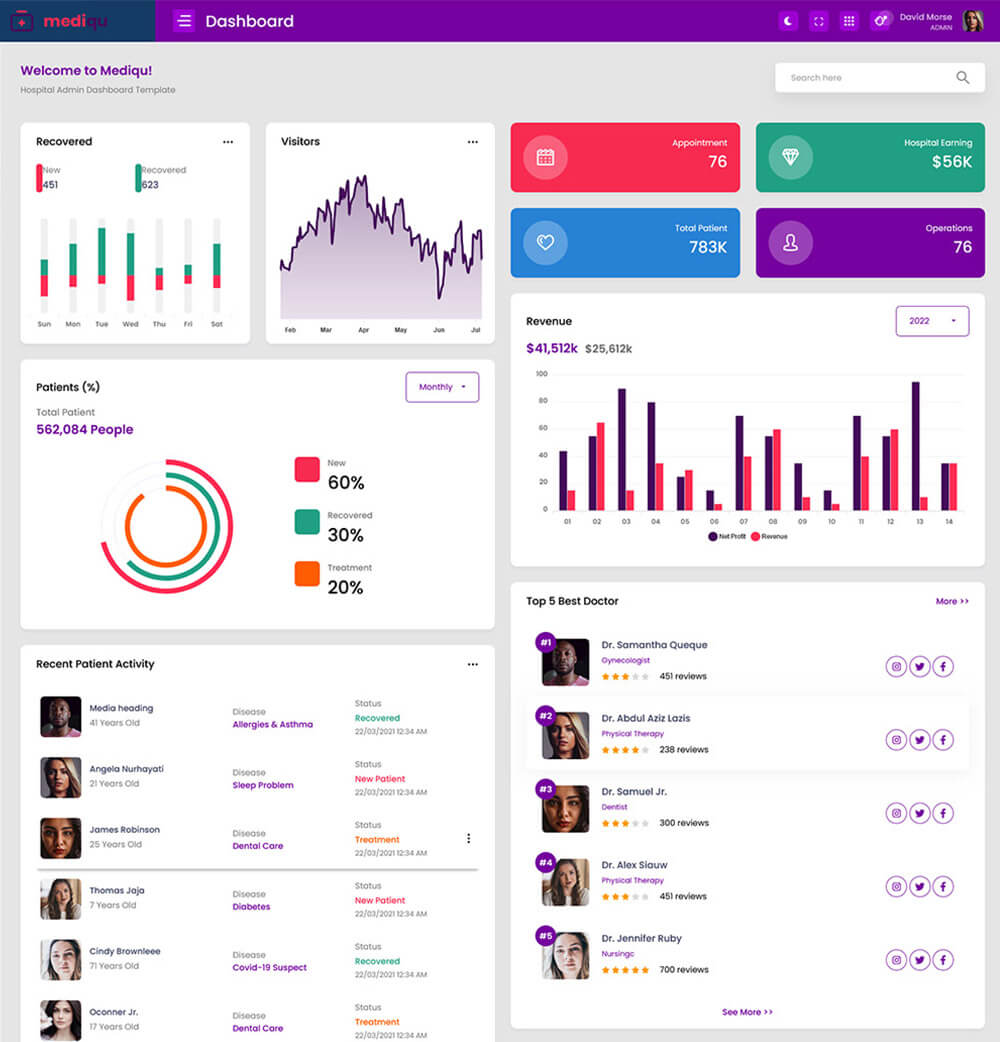 mediqu
Dashboard
David Morse
ADMIN
Welcome to Mediqu!
Hospital Admin Dashboard Template
Search here
Recovered
New
451
Recovered
623
Sun Mon Tue Wed Thu Fri Sat
Visitors
Feb Mar Apr May Jun Jul
Appointment
76
Hospital Earning
$56K
Total Patient
783K
Operations
76
Patients (%)
Monthly
Total Patient
562,084 People
New
60%
Recovered
30%
Treatment
20%
Revenue
2022
$41,512k $25,612k
100
80
60
40
20
0
01 02 03 04 05 06 07 08 09 10 11 12 13 14
Net Profit Revenue
Recent Patient Activity
Media heading
41 Years Old
Disease
Allergies & Asthma
Status
Recovered
22/03/2021 12:34 AM
Angela Nurhayati
21 Years Old
Disease
Sleep Problem
Status
New Patient
22/03/2021 12:34 AM
James Robinson
25 Years Old
Disease
Dental Care
Status
Treatment
22/03/2021 12:34 AM
Thomas Jaja
7 Years Old
Disease
Diabetes
Status
New Patient
22/03/2021 12:34 AM
Cindy Brownleee
71 Years Old
Disease
Covid-19 Suspect
Status
Recovered
22/03/2021 12:34 AM
Oconner Jr.
17 Years Old
Disease
Dental Care
Status
Treatment
22/03/2021 12:34 AM
Top 5 Best Doctor
More >>
#1
Dr. Samantha Queque
Gynecologist
451 reviews
#2
Dr. Abdul Aziz Lazis
Physical Therapy
238 reviews
#3
Dr. Samuel Jr.
Dentist
300 reviews
#4
Dr. Alex Siauw
Physical Therapy
451 reviews
#5
Dr. Jennifer Ruby
Nursingc
700 reviews
See More >>